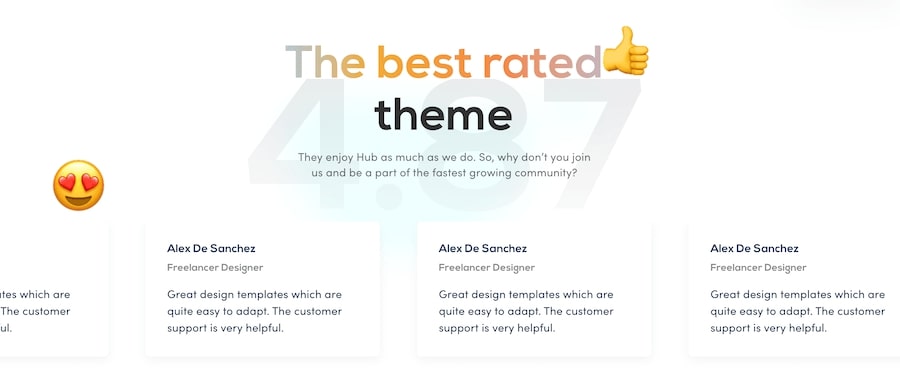 The best rated
theme
4.87
They enjoy Hub as much as we do. So, why don’t you join
us and be a part of the fastest growing community?
which are
The customer
Alex De Sanchez
Freelancer Designer
Great design templates which are
quite easy to adapt. The customer
support is very helpful.
Alex De Sanchez
Freelancer Designer
Great design templates which are
quite easy to adapt. The customer
support is very helpful.
Alex De Sanchez
Freelancer Designer
Great design templates which are
quite easy to adapt. The customer
support is very helpful.